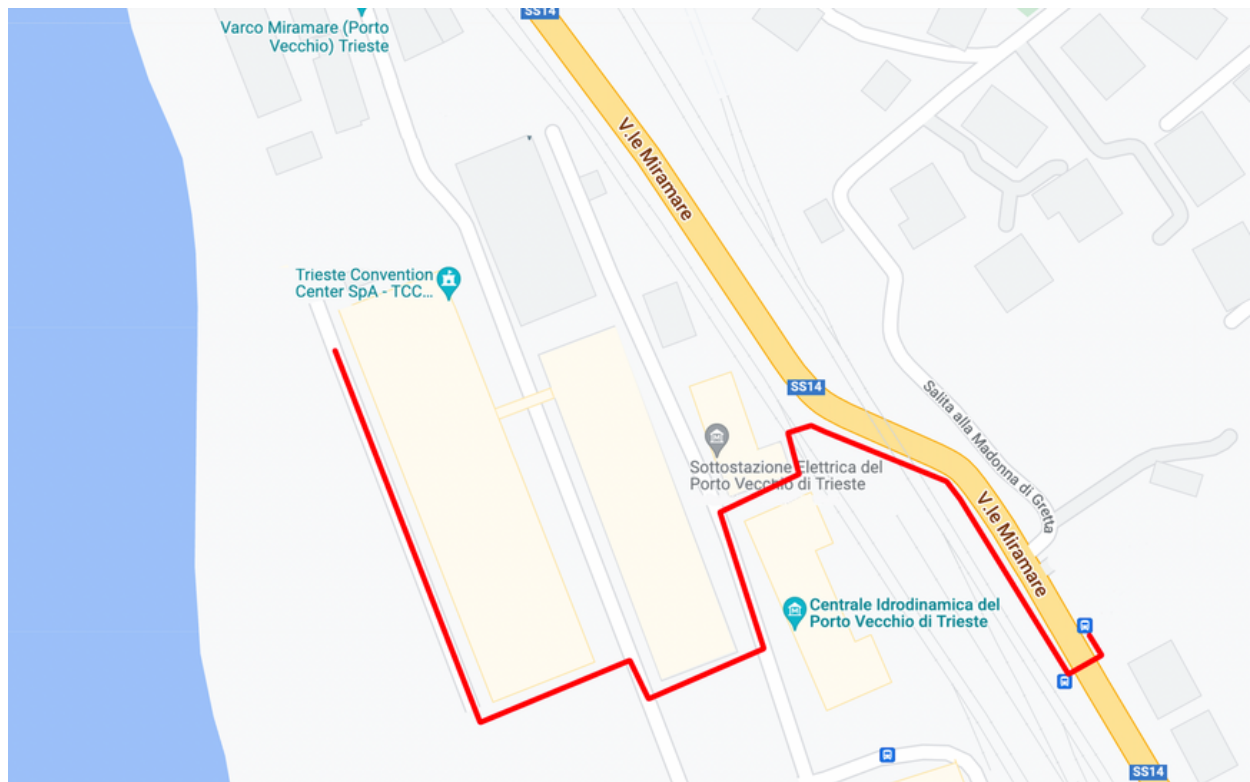 SS14
Varco Miramare (Porto
Vecchio) Trieste
V.le Miramare
Trieste Convention
Center SpA - TCC...
SS14
Salita alla Madonna di Gretta
Sottostazione Elettrica del
Porto Vecchio di Trieste
V.le Miramare
Centrale Idrodinamica del
Porto Vecchio di Trieste
SS14